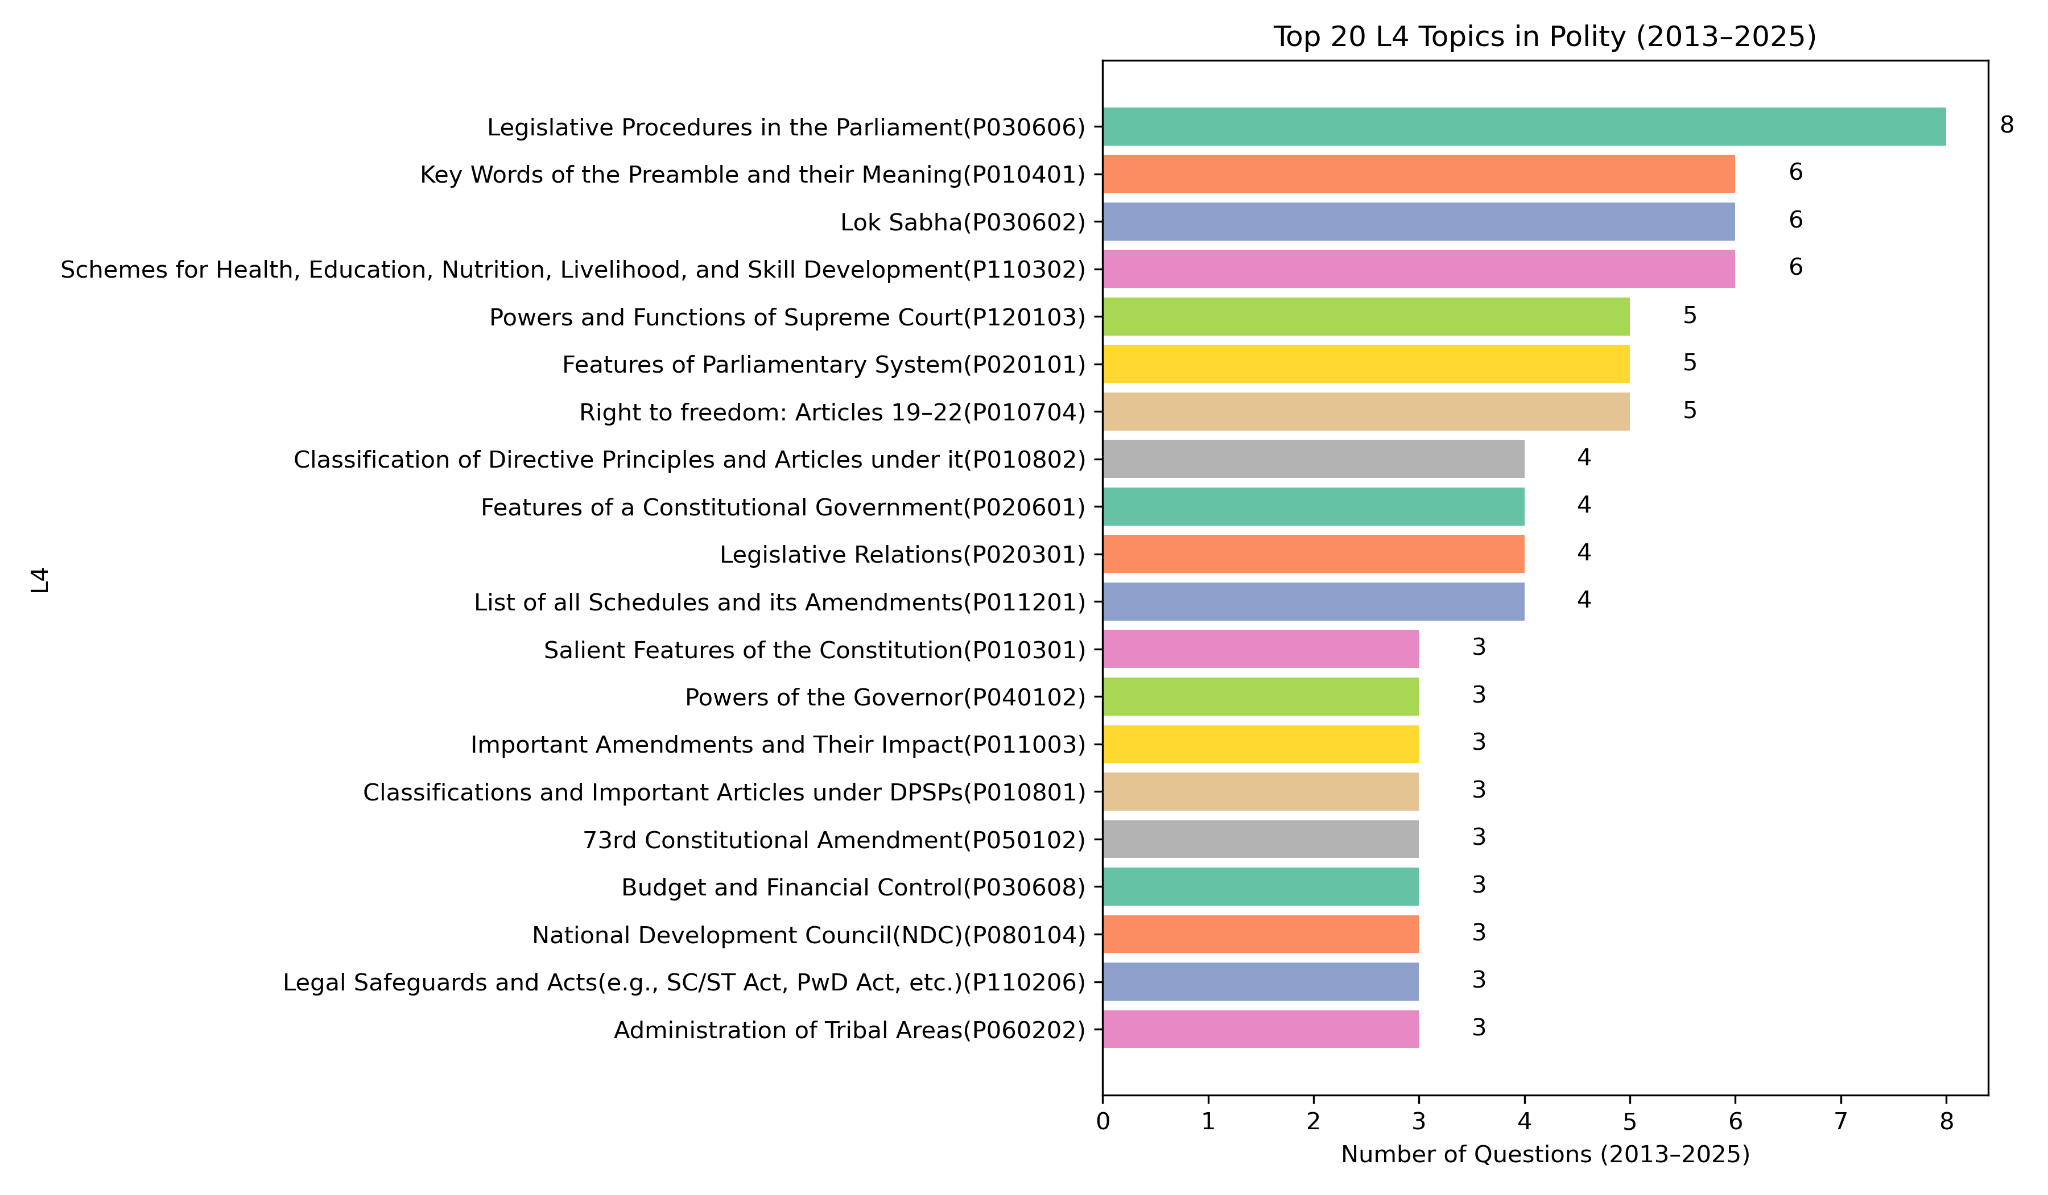 Top 20 L4 Topics in Polity (2013–2025)
Legislative Procedures in the Parliament(P030606) 8
Key Words of the Preamble and their Meaning(P010401) 6
Lok Sabha(P030602) 6
Schemes for Health, Education, Nutrition, Livelihood, and Skill Development(P110302) 6
Powers and Functions of Supreme Court(P120103) 5
Features of Parliamentary System(P020101) 5
Right to freedom: Articles 19–22(P010704) 5
Classification of Directive Principles and Articles under it(P010802) 4
Features of a Constitutional Government(P020601) 4
Legislative Relations(P020301) 4
List of all Schedules and its Amendments(P011201) 4
Salient Features of the Constitution(P010301) 3
Powers of the Governor(P040102) 3
Important Amendments and Their Impact(P011003) 3
Classifications and Important Articles under DPSPs(P010801) 3
73rd Constitutional Amendment(P050102) 3
Budget and Financial Control(P030608) 3
National Development Council(NDC)(P080104) 3
Legal Safeguards and Acts(e.g., SC/ST Act, PwD Act, etc.)(P110206) 3
Administration of Tribal Areas(P060202) 3
L4
0 1 2 3 4 5 6 7 8
Number of Questions (2013–2025)